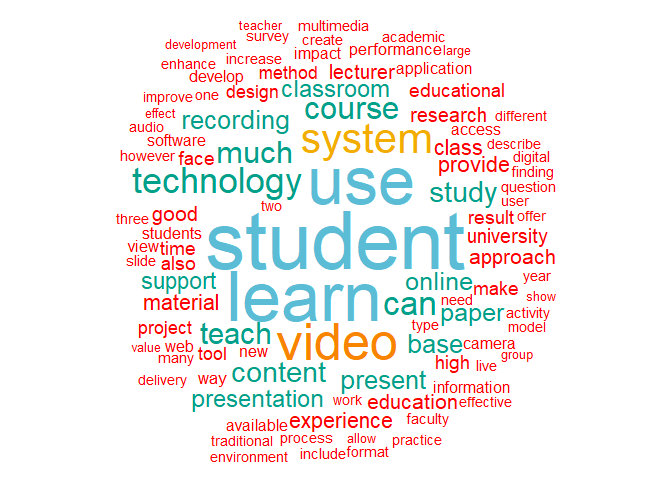 teacher multimedia
survey create academic
development impact performance large
enhance increase
develop method lecturer application
improve one design classroom educational
effect recording course research different
audio system access
software much class describe
however face provide digital
technology use finding
study question
user
two
three good student result offer
students university
view time approach
slide also
support learn online year
material can need make show
paper activity
project teach video type model
value web base camera
many tool new group
high live
delivery way content present information
presentation work education effective
available experience faculty
traditional process allow practice
environment include format